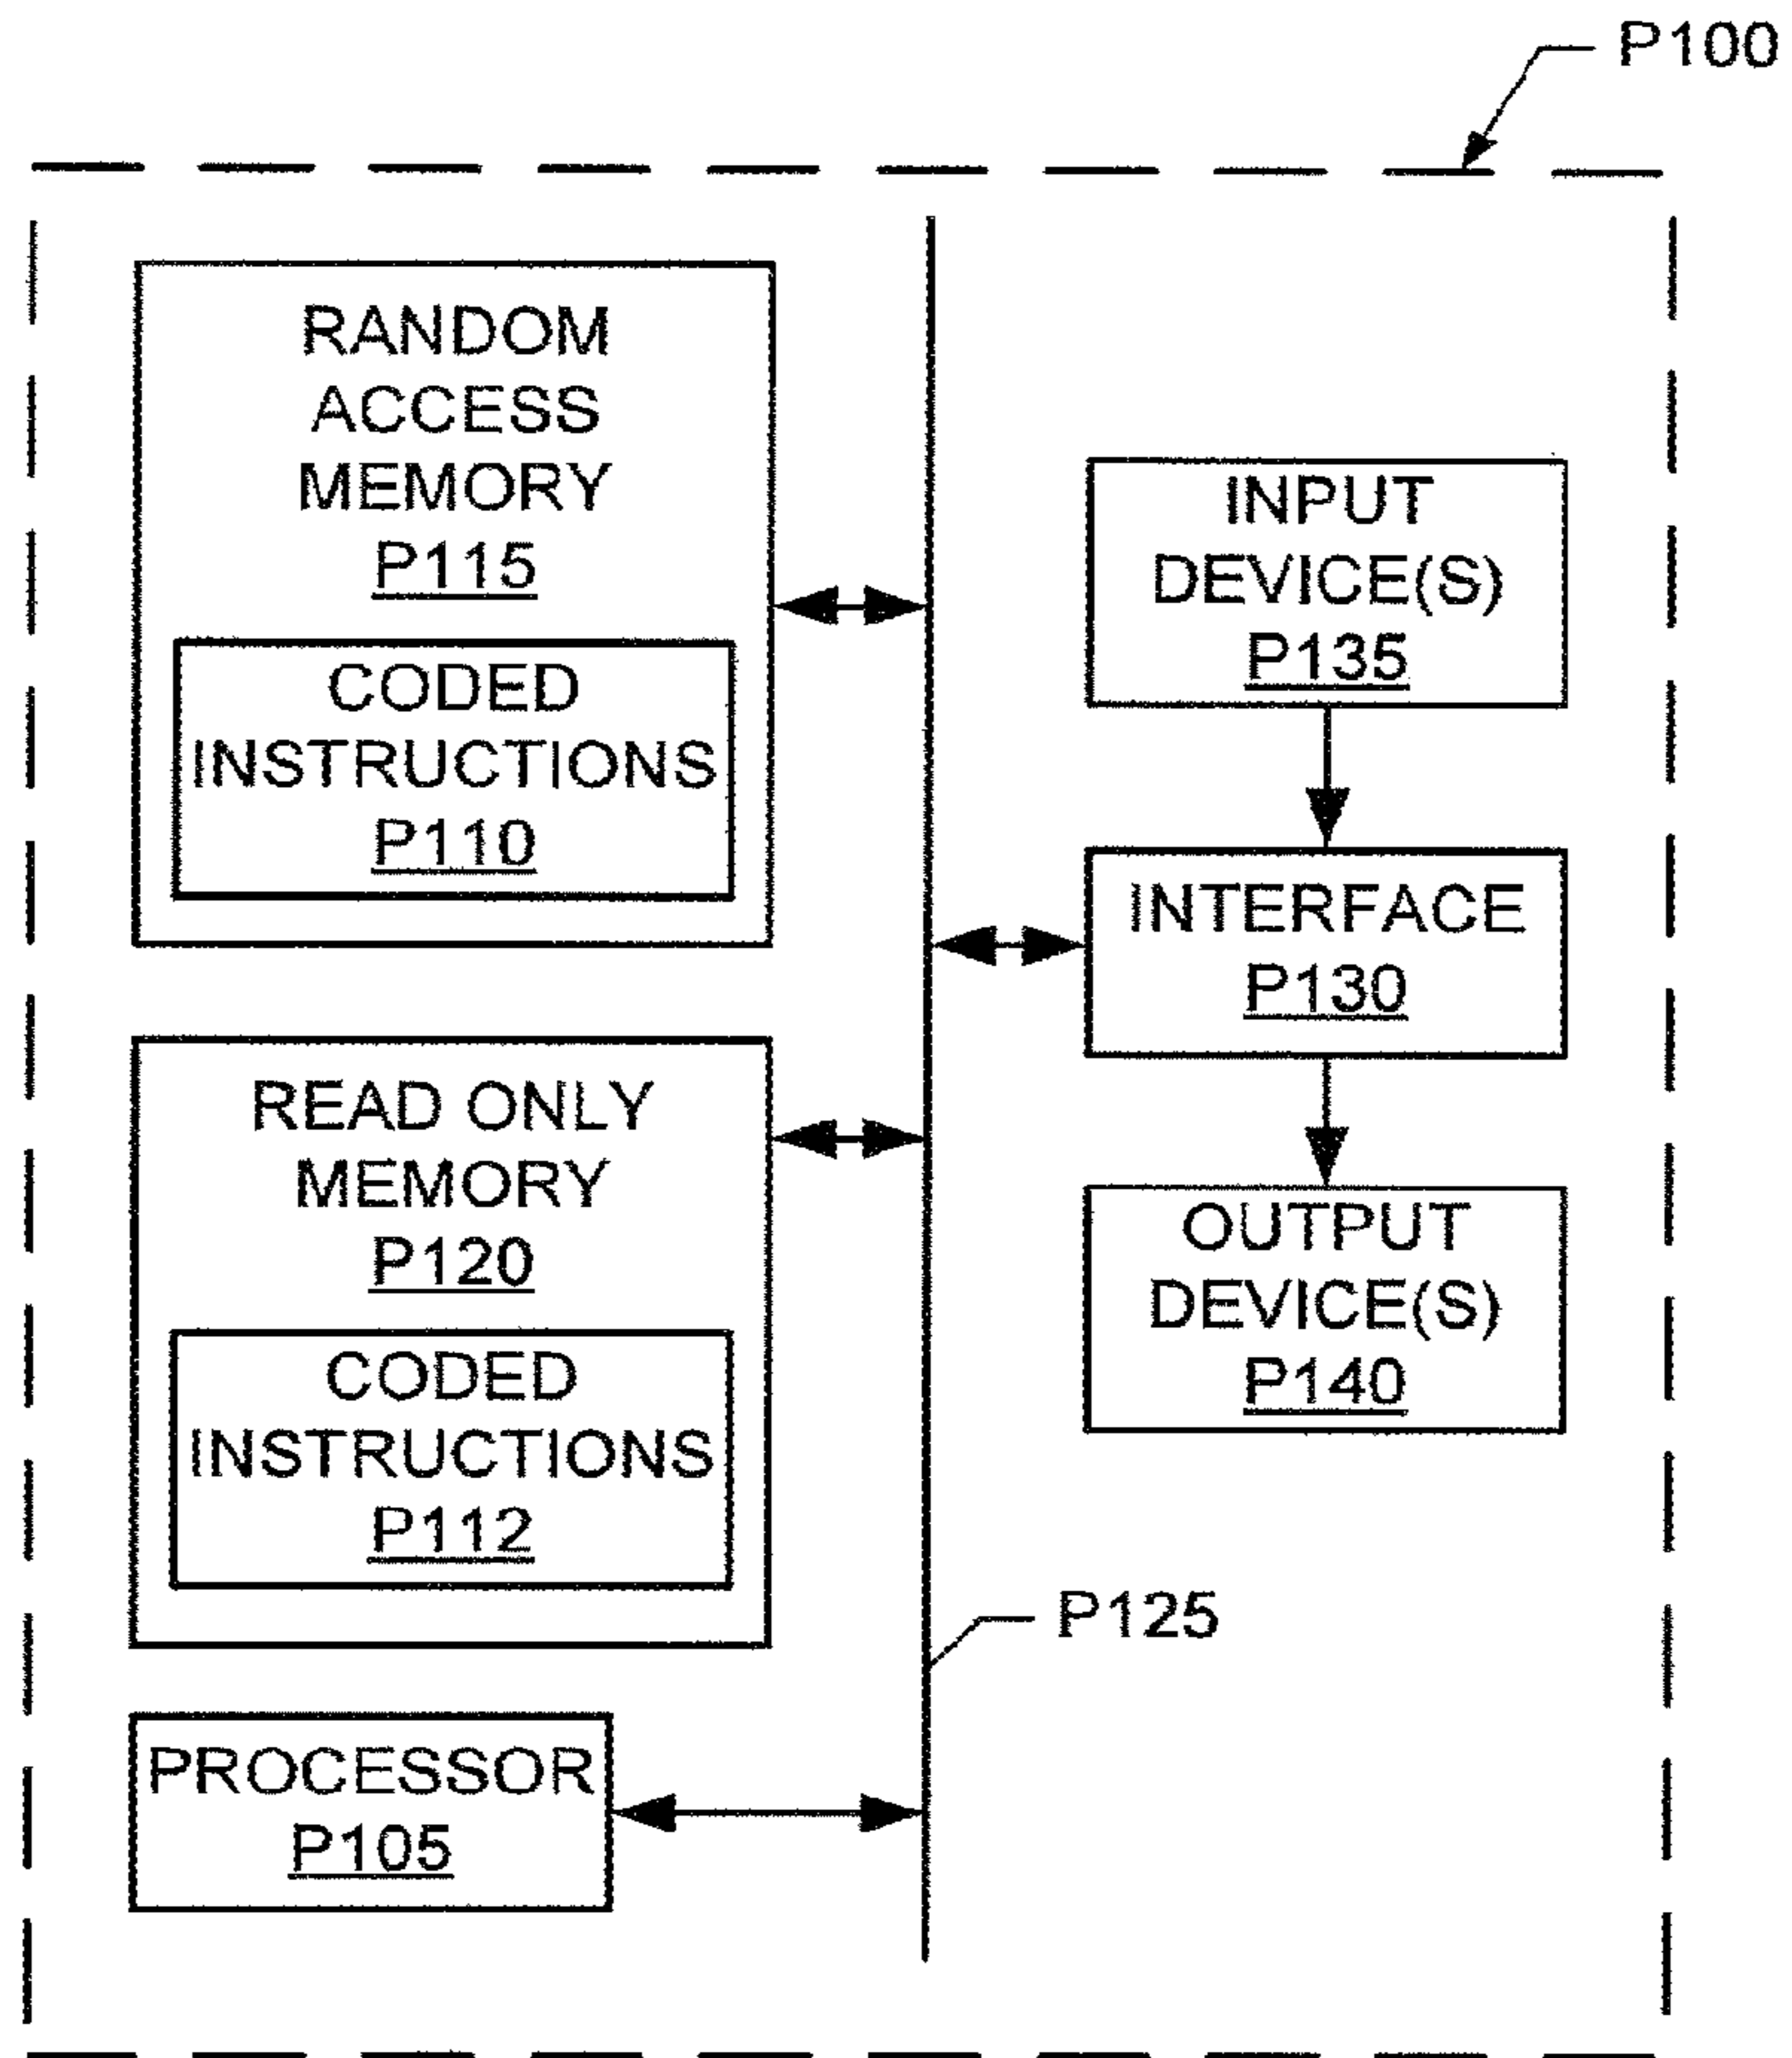 P100
RANDOM
ACCESS
MEMORY
P115
CODED
INSTRUCTIONS
P110
READ ONLY
MEMORY
P120
CODED
INSTRUCTIONS
P112
PROCESSOR
P105
INPUT
DEVICE(S)
P135
INTERFACE
P130
OUTPUT
DEVICE(S)
P140
P125